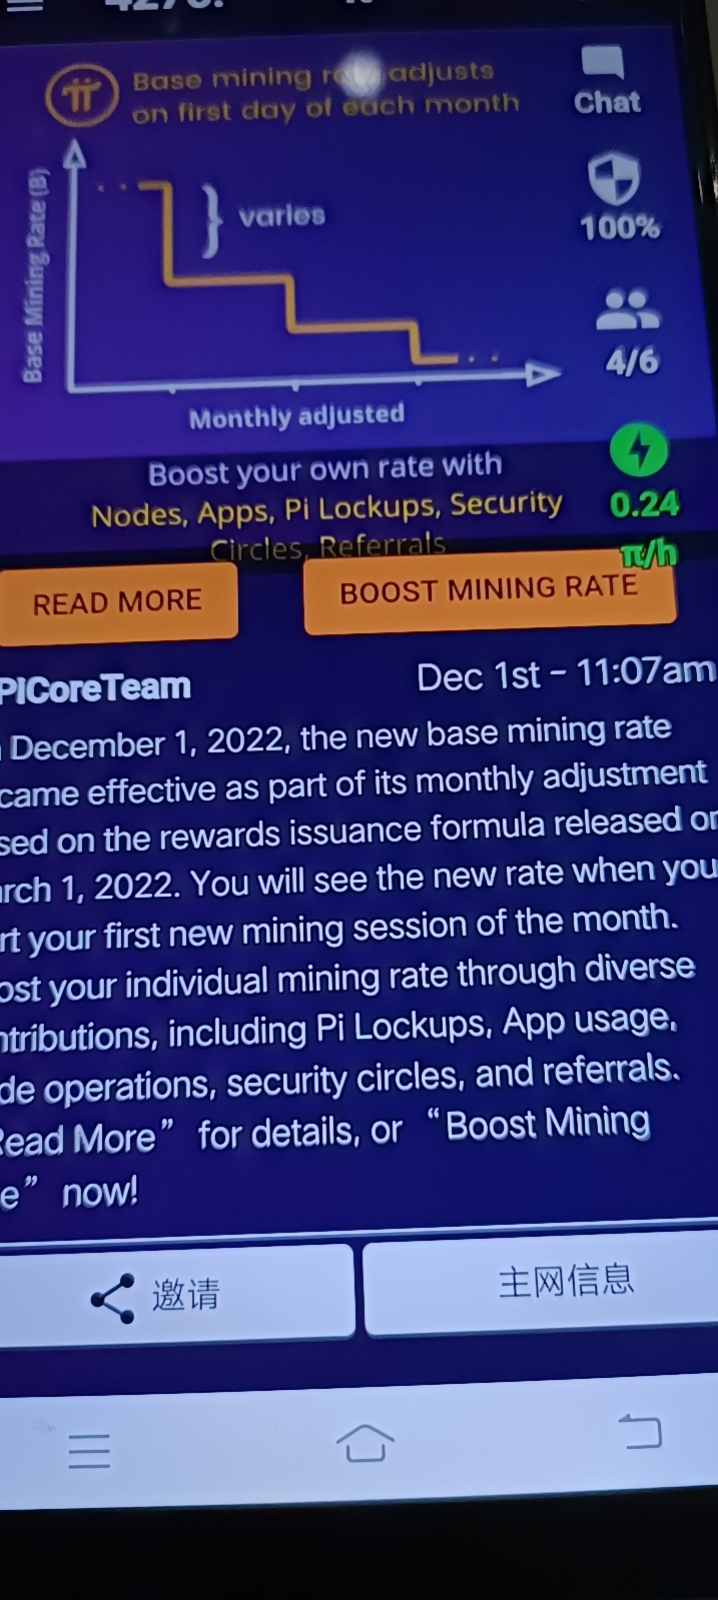 Base mining rate adjusts
on first day of each month
Chat
Base Mining Rate (B)
varies
100%
4/6
Monthly adjusted
Boost your own rate with
Nodes, Apps, Pi Lockups, Security
Circles, Referrals
0.24
π/h
READ MORE
BOOST MINING RATE
PiCoreTeam
Dec 1st - 11:07am
December 1, 2022, the new base mining rate
came effective as part of its monthly adjustment
sed on the rewards issuance formula released on
arch 1, 2022. You will see the new rate when you
rt your first new mining session of the month.
ost your individual mining rate through diverse
ntributions, including Pi Lockups, App usage,
de operations, security circles, and referrals.
Read More” for details, or “Boost Mining
e” now!
邀请
主网信息